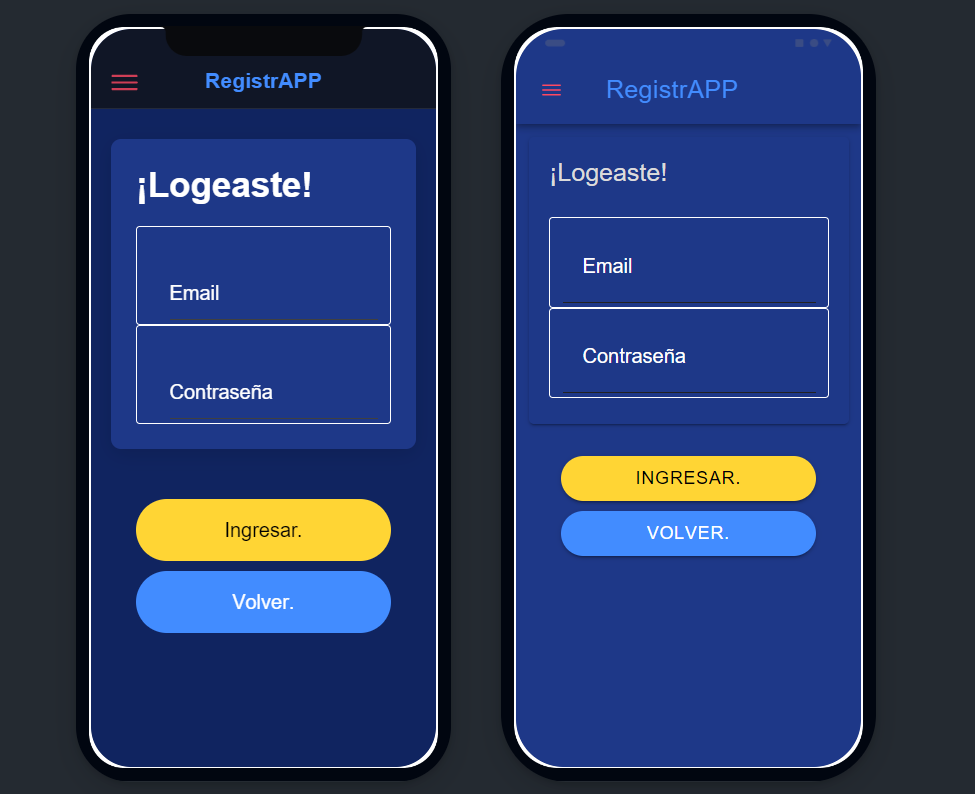 RegistrAPP
¡Logeaste!
Email
Contraseña
Ingresar.
Volver.
RegistrAPP
¡Logeaste!
Email
Contraseña
INGRESAR.
VOLVER.